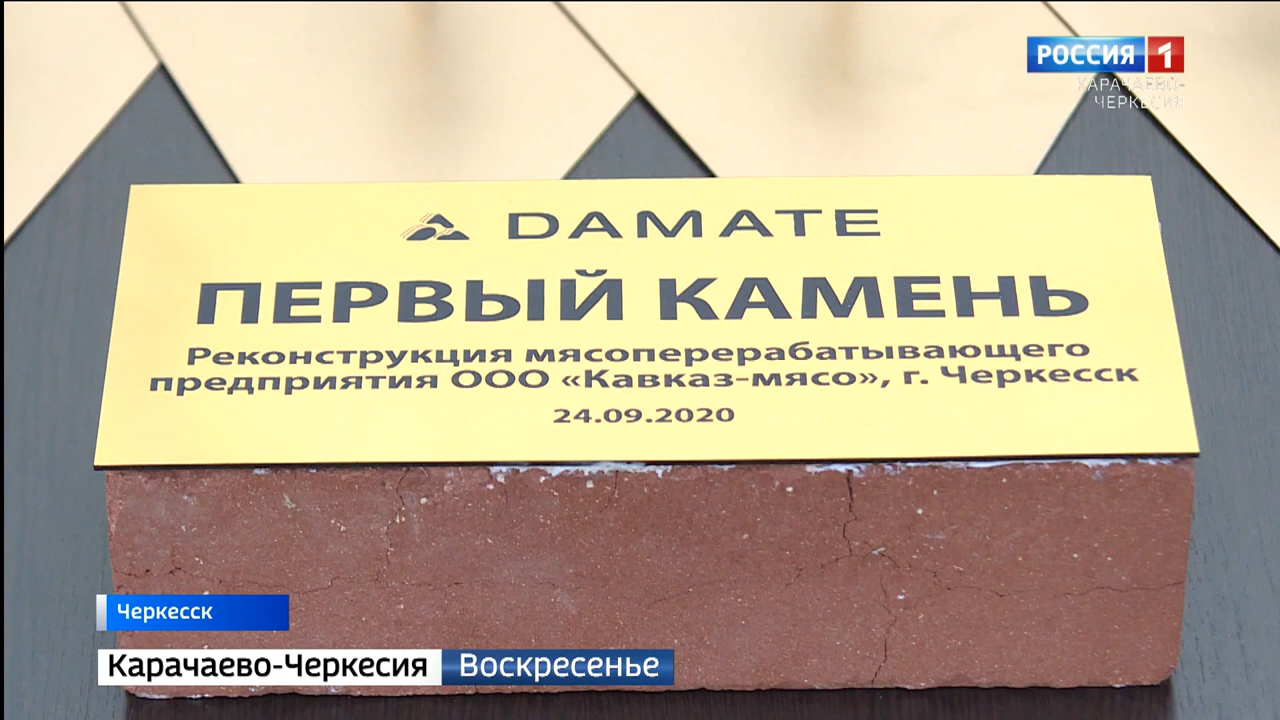 РОССИЯ 1
КАРАЧАЕВО-
ЧЕРКЕСИЯ
DAMATE
ПЕРВЫЙ КАМЕНЬ
Реконструкция мясоперерабатывающего
предприятия ООО «Кавказ-мясо», г. Черкесск
24.09.2020
Черкесск
Карачаево-Черкесия Воскресенье